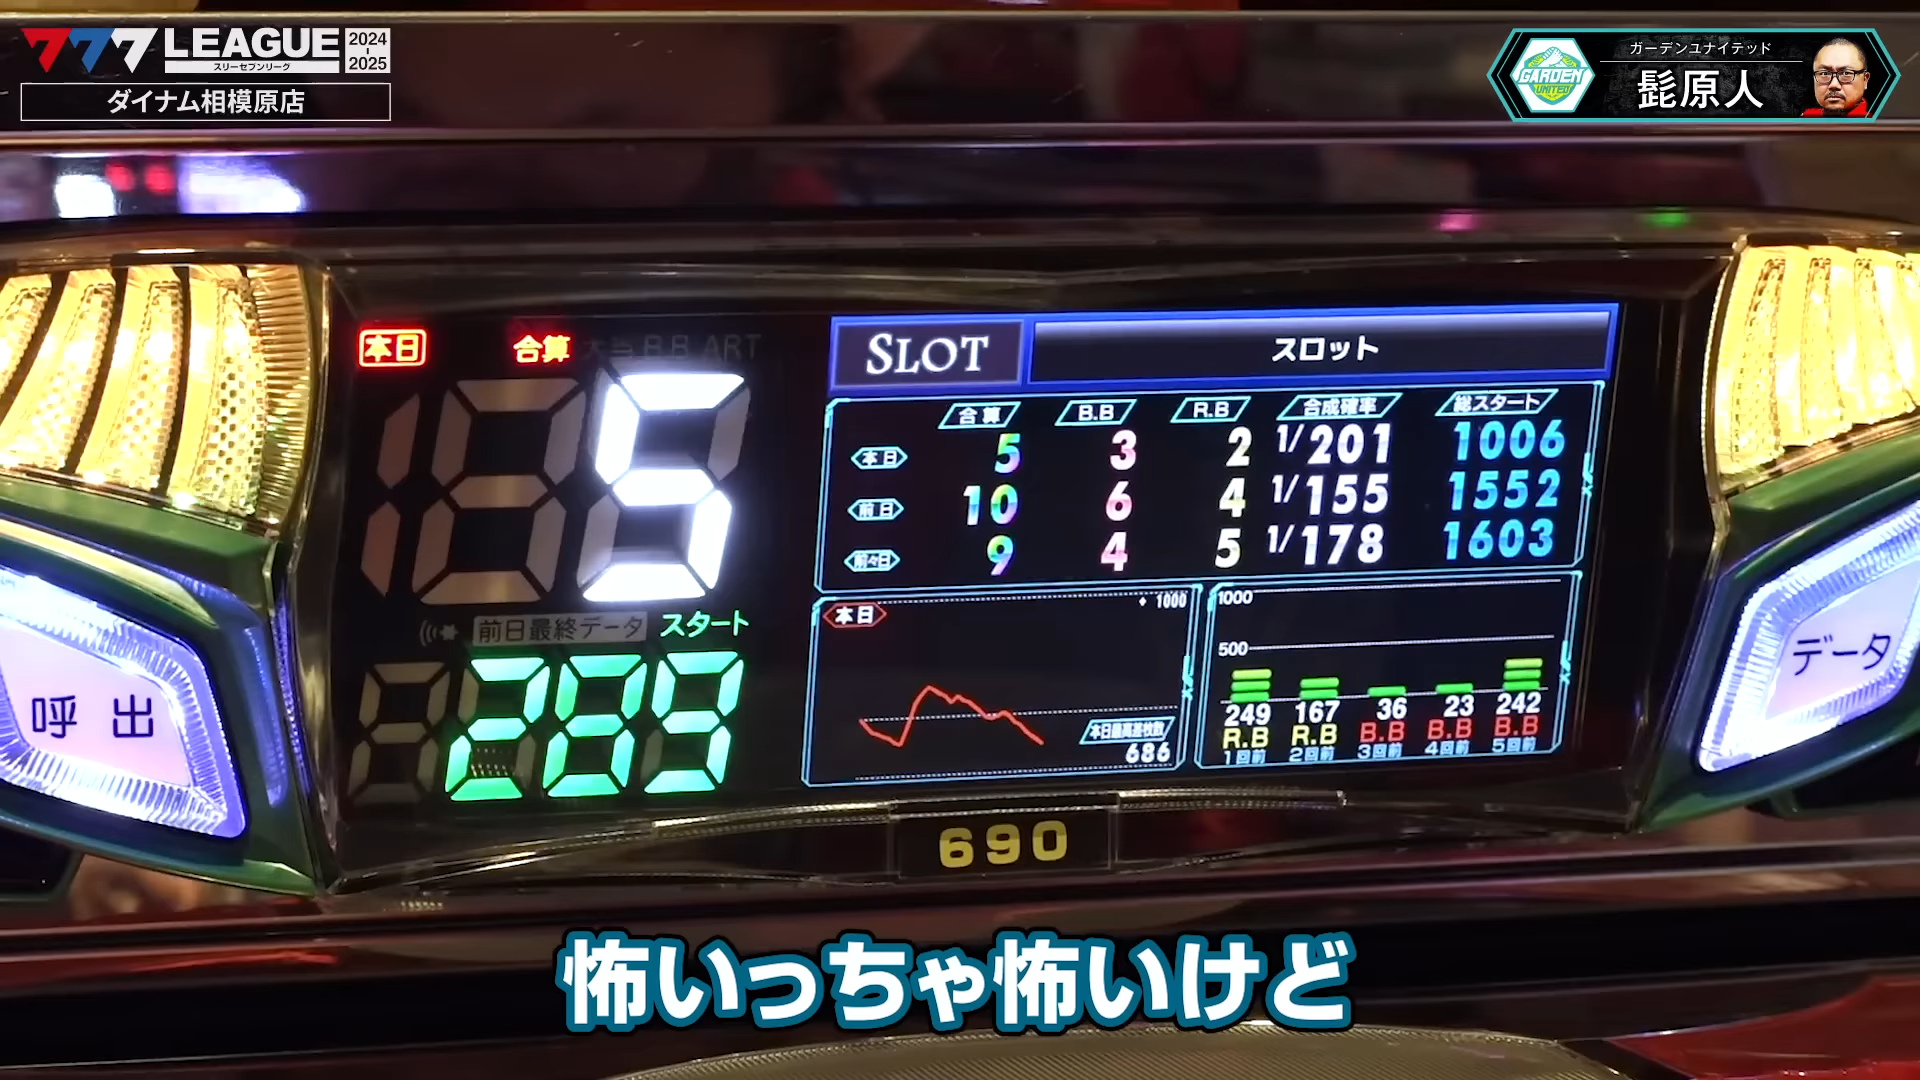 777 LEAGUE 2024-2025
スリーセブンリーグ
ダイナム相模原店
ガーデンユナイテッド
髭原人
GARDEN UNITED
本日 合算 大当 BB ART
5
前日最終データ スタート
289
呼出
SLOT スロット
合算 B.B R.B 合成確率 総スタート
本日 5 3 2 1/201 1006
前日 10 6 4 1/155 1552
前々日 9 4 5 1/178 1603
本日 + 1000
本日最高差枚数
686
1000
500
249 167 36 23 242
R.B R.B B.B B.B B.B
1回前 2回前 3回前 4回前 5回前
データ
690
怖いっちゃ怖いけど